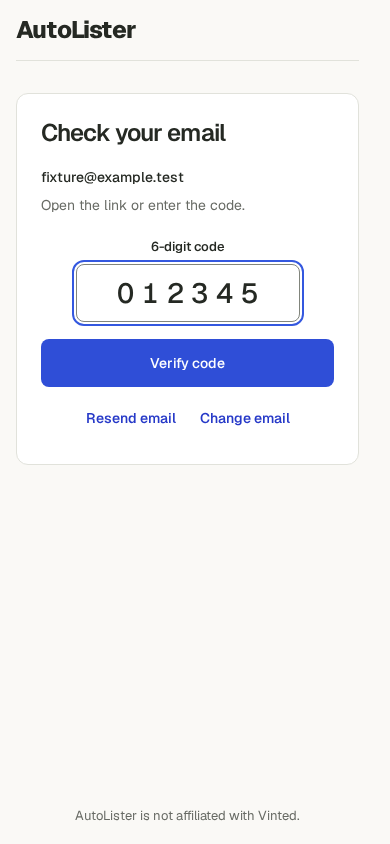 AutoLister
Check your email
fixture@example.test
Open the link or enter the code.
6-digit code
012345
Verify code
Resend email Change email
AutoLister is not affiliated with Vinted.